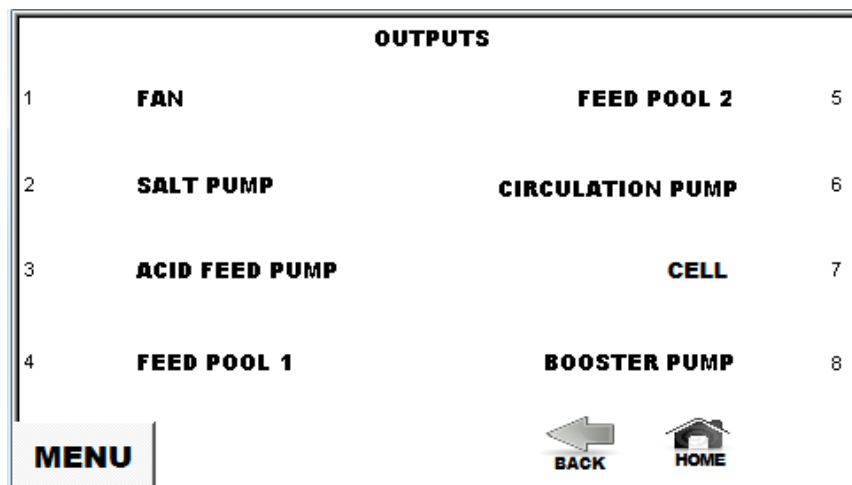 OUTPUTS
1 FAN FEED POOL 2 5
2 SALT PUMP CIRCULATION PUMP 6
3 ACID FEED PUMP CELL 7
4 FEED POOL 1 BOOSTER PUMP 8
MENU BACK HOME